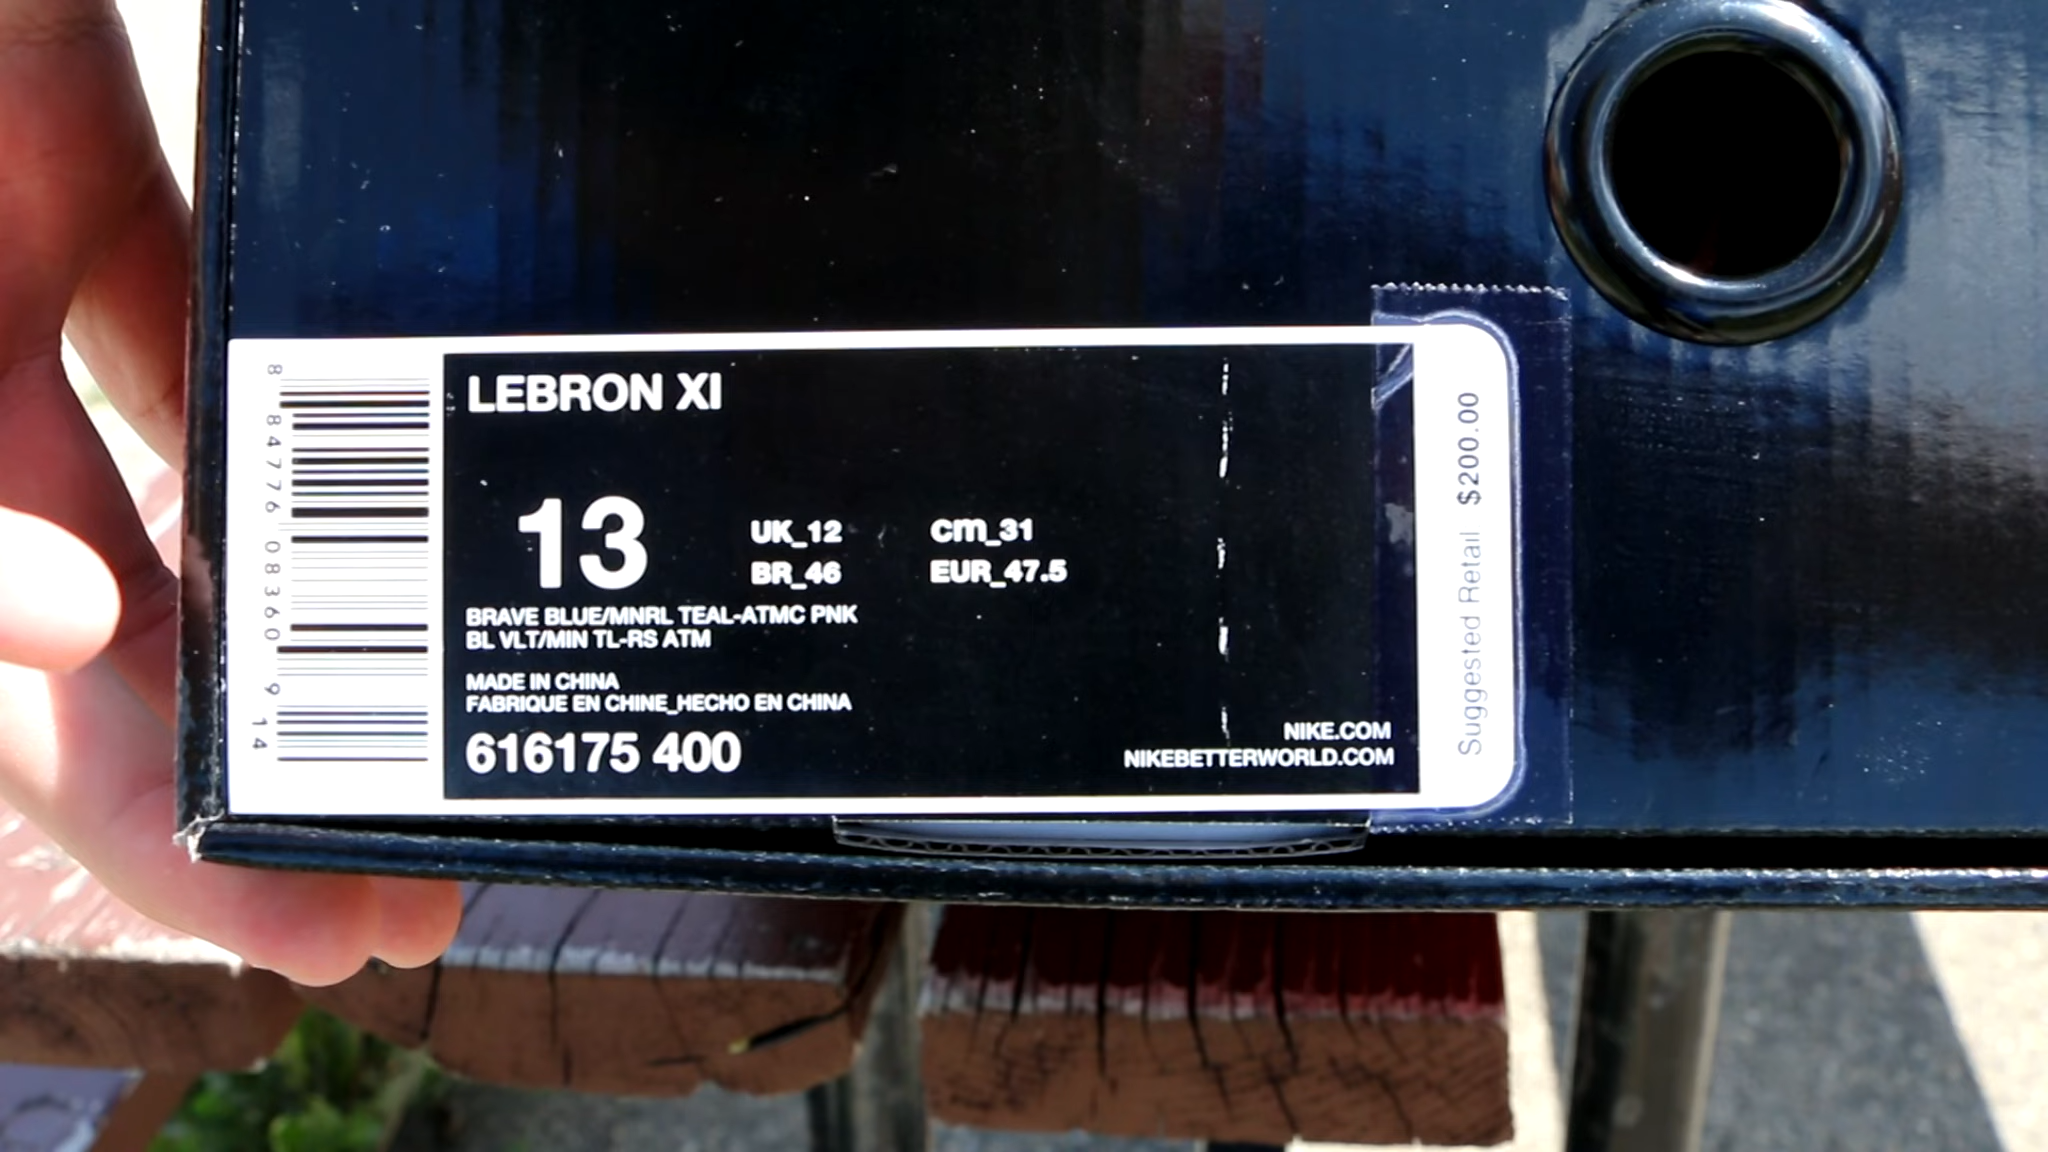 8 84776 08360 9 14
LEBRON XI
13
UK_12 cm_31
BR_46 EUR_47.5
BRAVE BLUE/MNRL TEAL-ATMC PNK
BL VLT/MIN TL-RS ATM
MADE IN CHINA
FABRIQUE EN CHINE_HECHO EN CHINA
616175 400
NIKE.COM
NIKEBETTERWORLD.COM
Suggested Retail $200.00